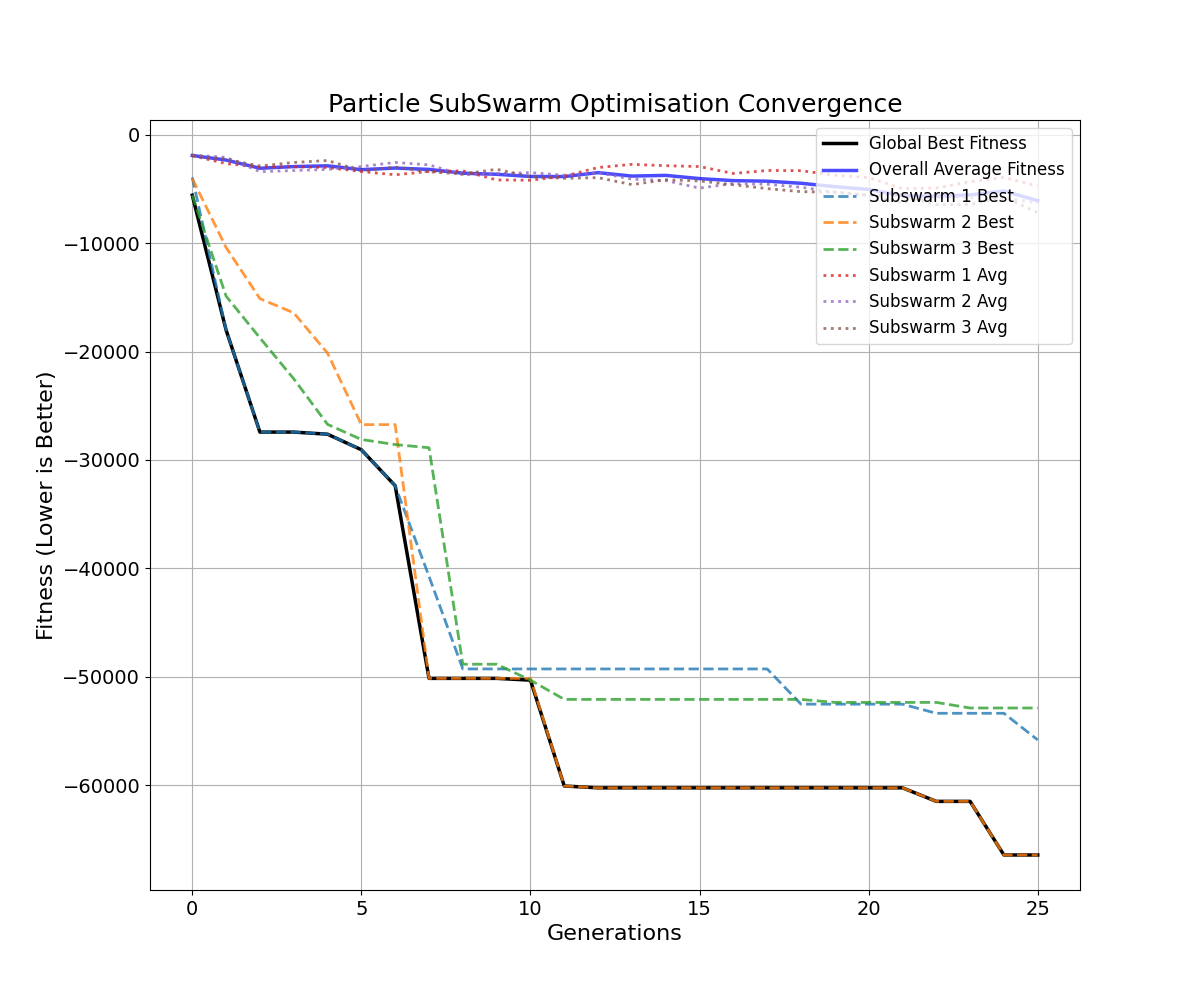 Particle SubSwarm Optimisation Convergence
0
−10000
−20000
−30000
−40000
−50000
−60000
Fitness (Lower is Better)
Global Best Fitness
Overall Average Fitness
Subswarm 1 Best
Subswarm 2 Best
Subswarm 3 Best
Subswarm 1 Avg
Subswarm 2 Avg
Subswarm 3 Avg
0 5 10 15 20 25
Generations